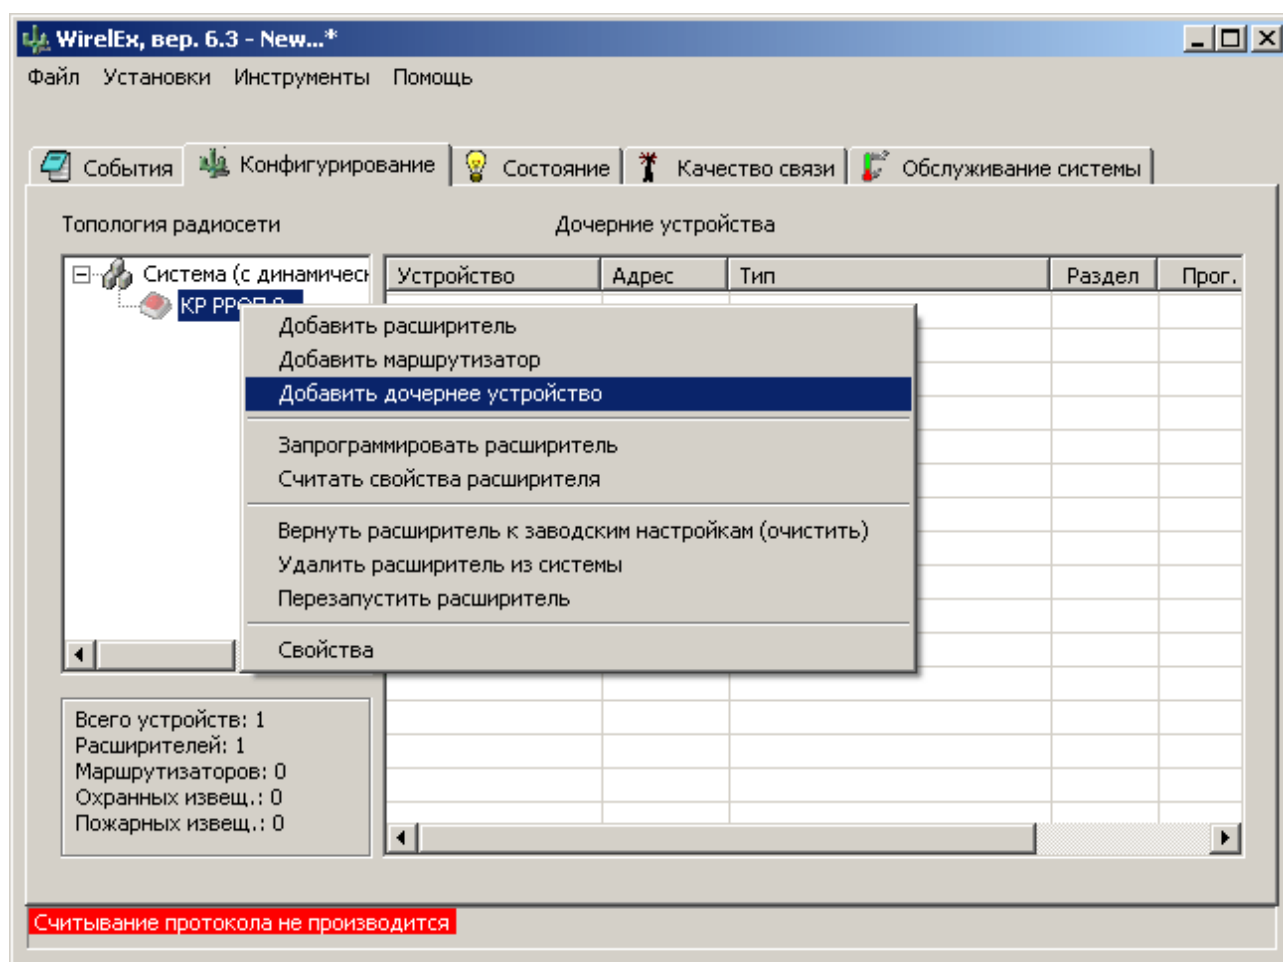 WirelEx, вер. 6.3 - New...*
Файл Установки Инструменты Помощь
События Конфигурирование Состояние Качество связи Обслуживание системы
Топология радиосети Дочерние устройства
Система (с динамическ
Устройство Адрес Тип Раздел Прог.
КР
Добавить расширитель
Добавить маршрутизатор
Добавить дочернее устройство
Запрограммировать расширитель
Считать свойства расширителя
Вернуть расширитель к заводским настройкам (очистить)
Удалить расширитель из системы
Перезапустить расширитель
Свойства
Всего устройств: 1
Расширителей: 1
Маршрутизаторов: 0
Охранных извещ.: 0
Пожарных извещ.: 0
Считывание протокола не производится